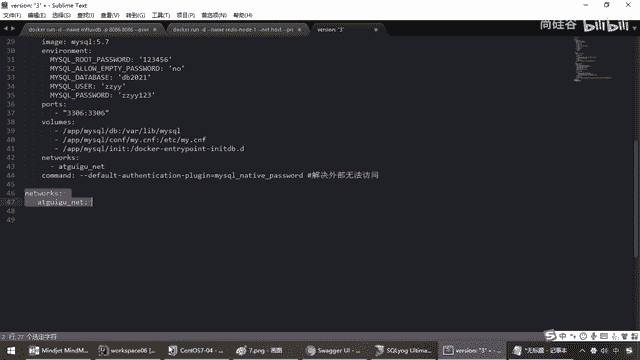 version: "3" • - Sublime Text
文件(F) 编辑(E) 选择(S) 查找(I) 查看(V) 转到(G) 工具(T) 项目(P) 首选项(N) 帮助(H)
尚硅谷 bilibili
docker run -d --name influxdb -p 8086:8086
docker run -d --name redis-node-1 --net host
version: "3"
29 image: mysql:5.7
30 environment:
31 MYSQL_ROOT_PASSWORD: '123456'
32 MYSQL_ALLOW_EMPTY_PASSWORD: 'no'
33 MYSQL_DATABASE: 'db2021'
34 MYSQL_USER: 'zzyy'
35 MYSQL_PASSWORD: 'zzyy123'
36 ports:
37 - "3306:3306"
38 volumes:
39 - /app/mysql/db:/var/lib/mysql
40 - /app/mysql/conf/my.cnf:/etc/my.cnf
41 - /app/mysql/init:/docker-entrypoint-initdb.d
42 networks:
43 - atguigu_net
44 command: --default-authentication-plugin=mysql_native_password #解决外部无法访问
45
46 networks:
47 atguigu_net:
48
49
2 行, 27 个选定字符
中
Mindjet MindM...
workspace06 [...
CentOS7-04 - ...
7.png - 画图
Swagger UI - ...
SQLyog Ultima...
version: "3" • ...
*无标题 - 记事本